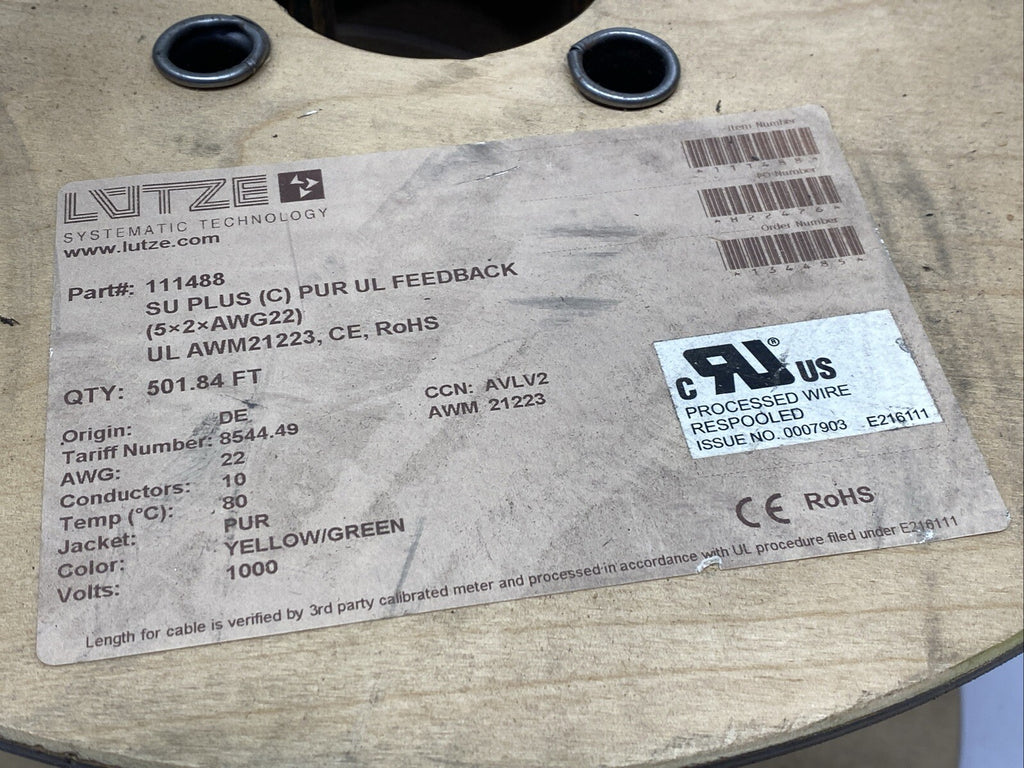 LUTZE
SYSTEMATIC TECHNOLOGY
www.lutze.com
Item Number
PO Number
Order Number
Part#: 111488
SU PLUS (C) PUR UL FEEDBACK
(5×2×AWG22)
UL AWM21223, CE, RoHS
QTY: 501.84 FT
CCN: AVLV2
AWM 21223
Origin: DE
Tariff Number: 8544.49
AWG: 22
Conductors: 10
Temp (°C): 80
Jacket: PUR
Color: YELLOW/GREEN
Volts: 1000
c RU ® US
PROCESSED WIRE
RESPOOLED
ISSUE NO. 0007903 E216111
CE RoHS
Length for cable is verified by 3rd party calibrated meter and processed in accordance with UL procedure filed under E216111